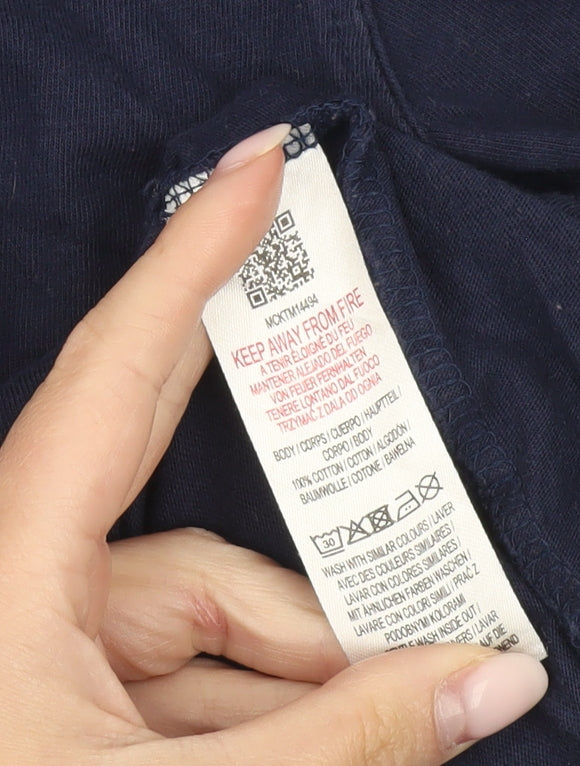 MCKTM14494
KEEP AWAY FROM FIRE
A TENIR ÉLOIGNÉ DU FEU
MANTENER ALEJADO DEL FUEGO
VON FEUER FERNHALTEN
TENERE LONTANO DAL FUOCO
TRZYMAĆ Z DALA OD OGNIA
BODY / CORPS / CUERPO / HAUPTTEIL /
CORPO / BODY
100% COTTON / COTON / ALGODÓN /
BAUMWOLLE / COTONE / BAWEŁNA
30
WASH WITH SIMILAR COLOURS / LAVER
AVEC DES COULEURS SIMILAIRES /
LAVAR CON COLORES SIMILARES /
MIT ÄHNLICHEN FARBEN WASCHEN /
LAVARE CON COLORI SIMILI / PRAĆ Z
PODOBNYMI KOLORAMI
WASH INSIDE OUT /
LAVER
AUF DIE